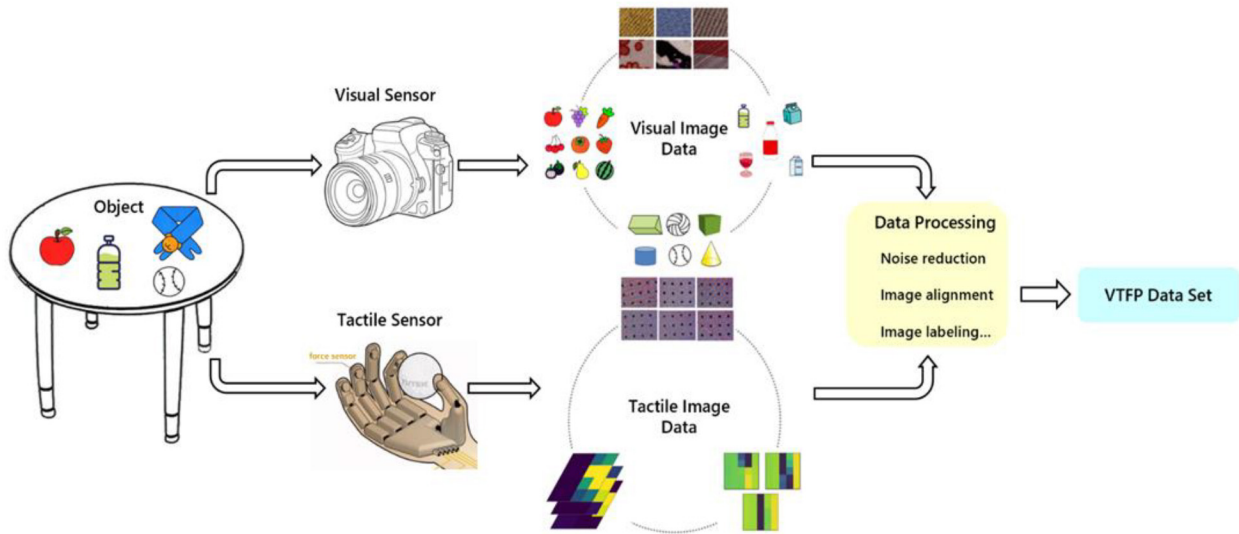 Visual Sensor
Visual Image
Data
Object
Data Processing
Noise reduction
Image alignment
Image labeling...
VTFP Data Set
Tactile Sensor
force sensor
Tactile Image
Data